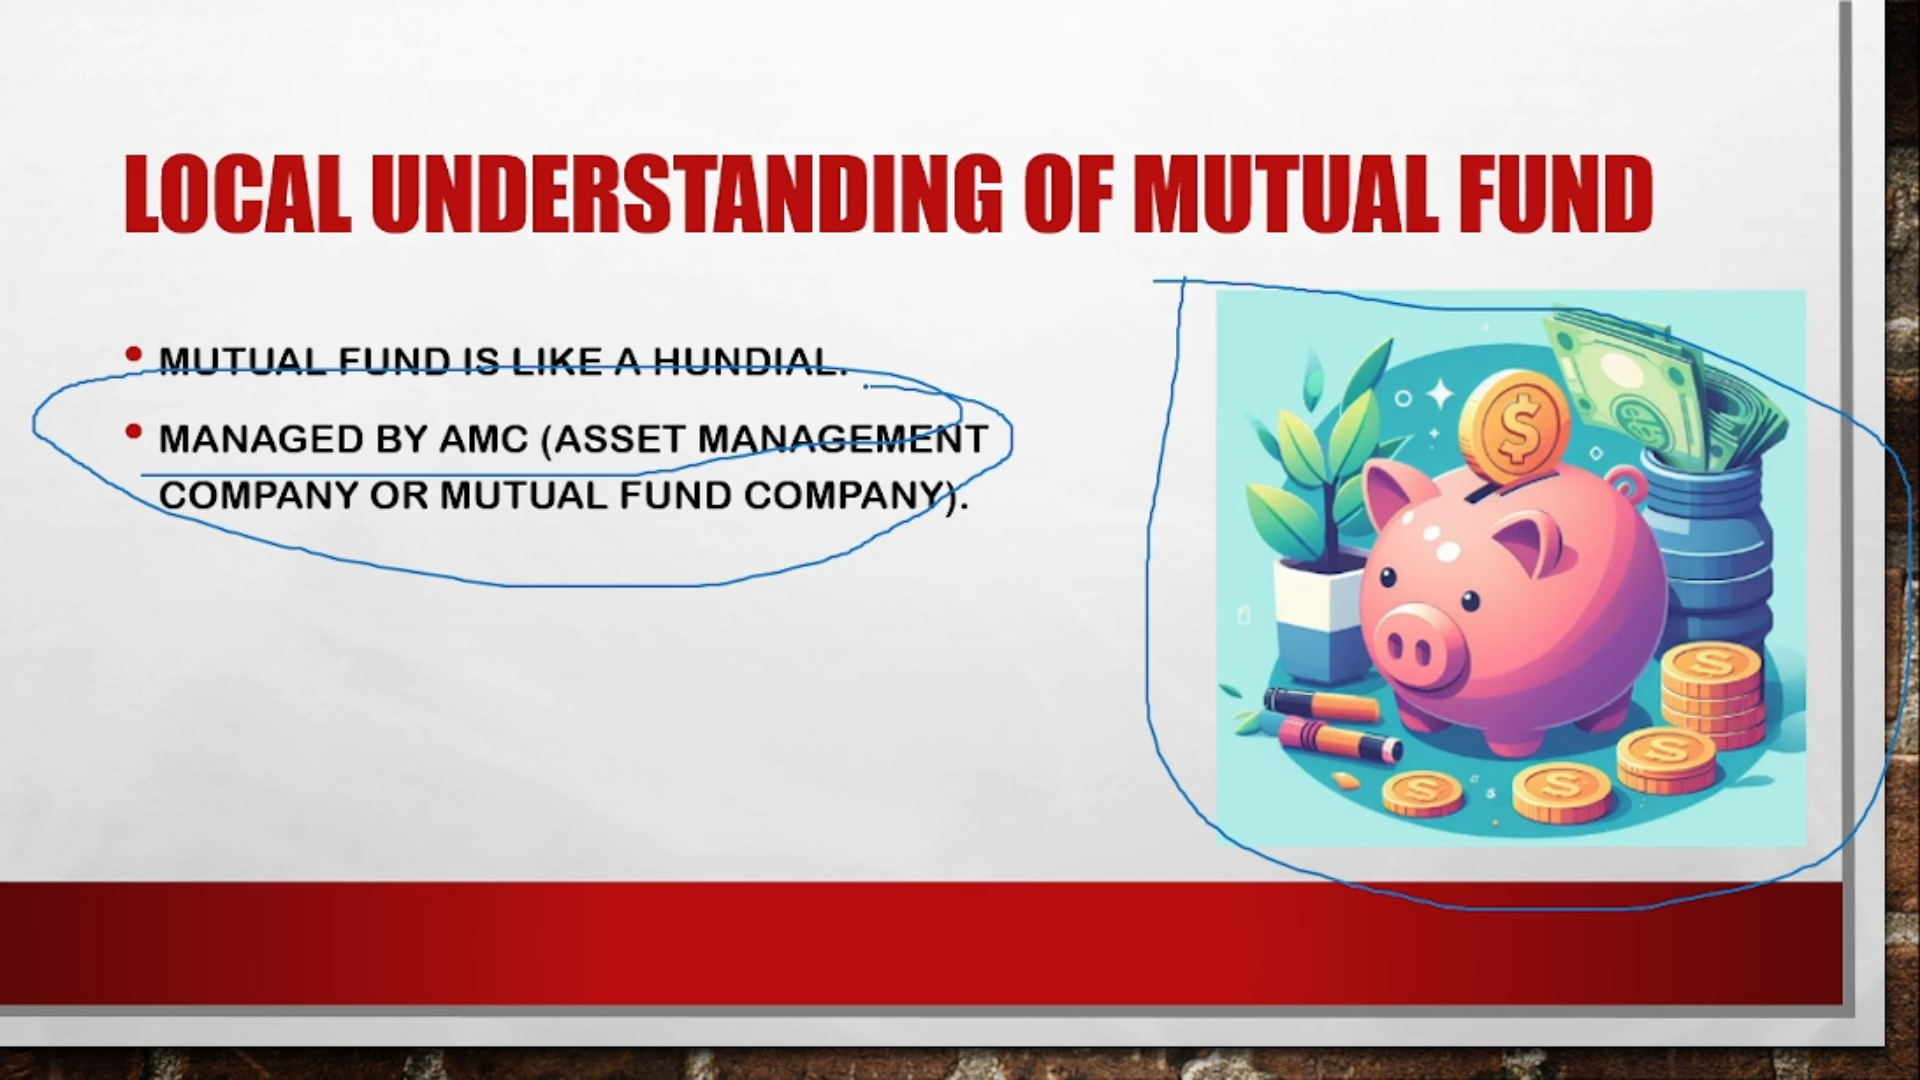 LOCAL UNDERSTANDING OF MUTUAL FUND
• MUTUAL FUND IS LIKE A HUNDIAL.
• MANAGED BY AMC (ASSET MANAGEMENT
COMPANY OR MUTUAL FUND COMPANY).